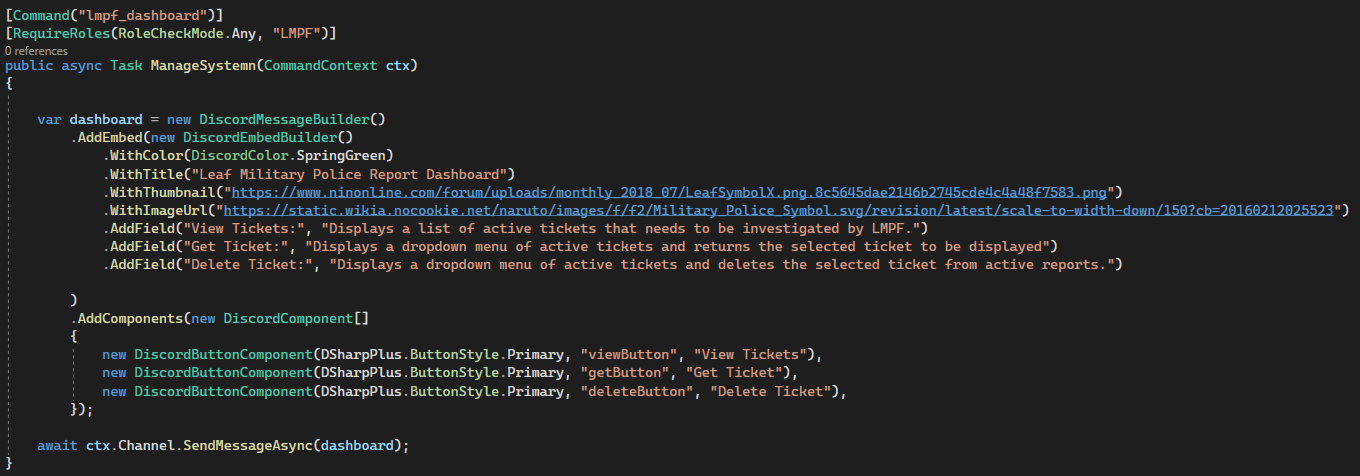 [Command("lmpf_dashboard")]
[RequireRoles(RoleCheckMode.Any, "LMPF")]
0 references
public async Task ManageSystemn(CommandContext ctx)
{
var dashboard = new DiscordMessageBuilder()
.AddEmbed(new DiscordEmbedBuilder()
.WithColor(DiscordColor.SpringGreen)
.WithTitle("Leaf Military Police Report Dashboard")
.WithThumbnail("https://www.ninonline.com/forum/uploads/monthly_2018_07/LeafSymbolX.png.8c5645dae2146b2745cde4c4a48f7583.png")
.WithImageUrl("https://static.wikia.nocookie.net/naruto/images/f/f2/Military_Police_Symbol.svg/revision/latest/scale-to-width-down/150?cb=20160212025523")
.AddField("View Tickets:", "Displays a list of active tickets that needs to be investigated by LMPF.")
.AddField("Get Ticket:", "Displays a dropdown menu of active tickets and returns the selected ticket to be displayed")
.AddField("Delete Ticket:", "Displays a dropdown menu of active tickets and deletes the selected ticket from active reports.")
)
.AddComponents(new DiscordComponent[]
{
new DiscordButtonComponent(DSharpPlus.ButtonStyle.Primary, "viewButton", "View Tickets"),
new DiscordButtonComponent(DSharpPlus.ButtonStyle.Primary, "getButton", "Get Ticket"),
new DiscordButtonComponent(DSharpPlus.ButtonStyle.Primary, "deleteButton", "Delete Ticket"),
});
await ctx.Channel.SendMessageAsync(dashboard);
}